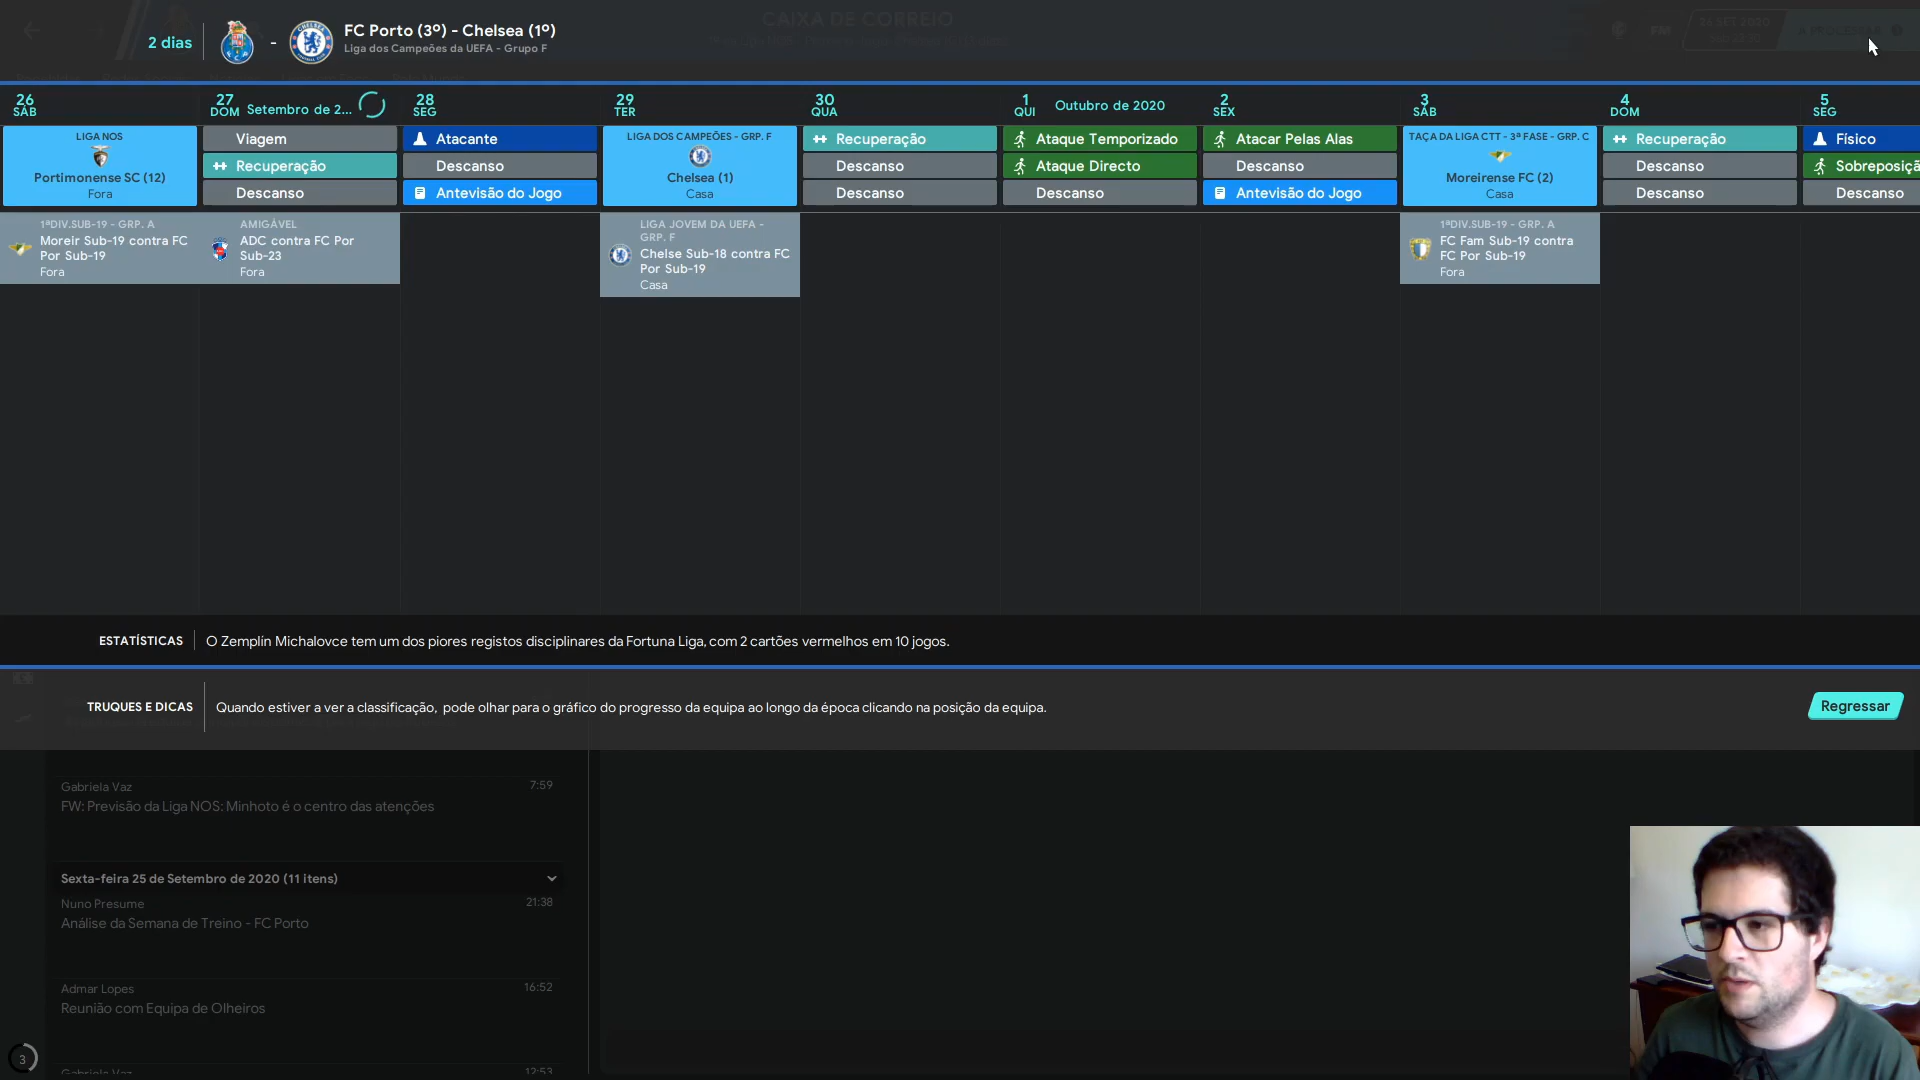 CAIXA DE CORREIO
FC Porto (3º) - Chelsea (1º)
2 dias
-
Liga dos Campeões da UEFA - Grupo F
FM
26 SÁB
27 DOM
Setembro de 2...
28 SEG
29 TER
30 QUA
1 QUI
Outubro de 2020
2 SEX
3 SÁB
4 DOM
5 SEG
LIGA NOS
Portimonense SC (12)
Fora
Viagem
Recuperação
Descanso
Atacante
Descanso
Antevisão do Jogo
LIGA DOS CAMPEÕES - GRP. F
Chelsea (1)
Casa
Recuperação
Descanso
Descanso
Ataque Temporizado
Ataque Directo
Descanso
Atacar Pelas Alas
Descanso
Antevisão do Jogo
TAÇA DA LIGA CTT - 3ª FASE - GRP. C
Moreirense FC (2)
Casa
Recuperação
Descanso
Descanso
Físico
Sobreposiçã
Descanso
1ªDIV.SUB-19 - GRP. A
Moreir Sub-19 contra FC
Por Sub-19
Fora
AMIGÁVEL
ADC contra FC Por
Sub-23
Fora
LIGA JOVEM DA UEFA -
GRP. F
Chelse Sub-18 contra FC
Por Sub-19
Casa
1ªDIV.SUB-19 - GRP. A
FC Fam Sub-19 contra
FC Por Sub-19
Fora
ESTATÍSTICAS
O Zemplín Michalovce tem um dos piores registos disciplinares da Fortuna Liga, com 2 cartões vermelhos em 10 jogos.
TRUQUES E DICAS
Quando estiver a ver a classificação, pode olhar para o gráfico do progresso da equipa ao longo da época clicando na posição da equipa.
Regressar
Gabriela Vaz
7:59
FW: Previsão da Liga NOS: Minhoto é o centro das atenções
Sexta-feira 25 de Setembro de 2020 (11 itens)
Nuno Presume
21:38
Análise da Semana de Treino - FC Porto
Admar Lopes
16:52
Reunião com Equipa de Olheiros
3
Gabriela Vaz
12:53